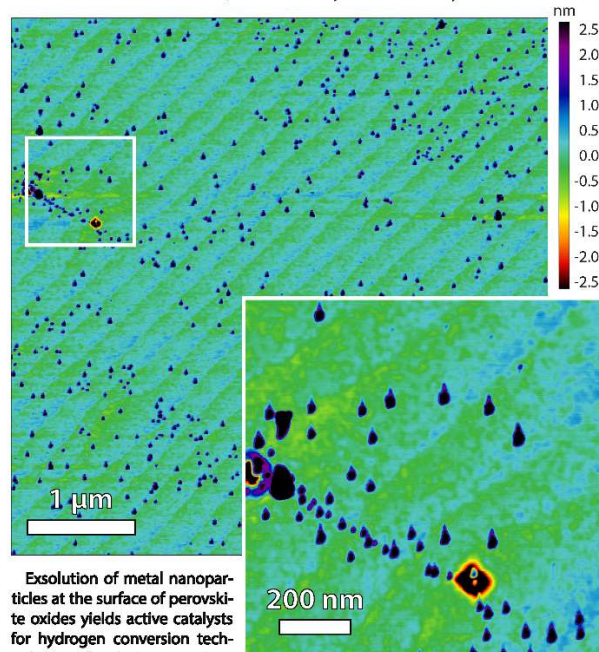 nm
2.5
2.0
1.5
1.0
0.5
0.0
-0.5
-1.0
-1.5
-2.0
-2.5
1 µm
200 nm
Exsolution of metal nanopar-
ticles at the surface of perovski-
te oxides yields active catalysts
for hydrogen conversion tech-